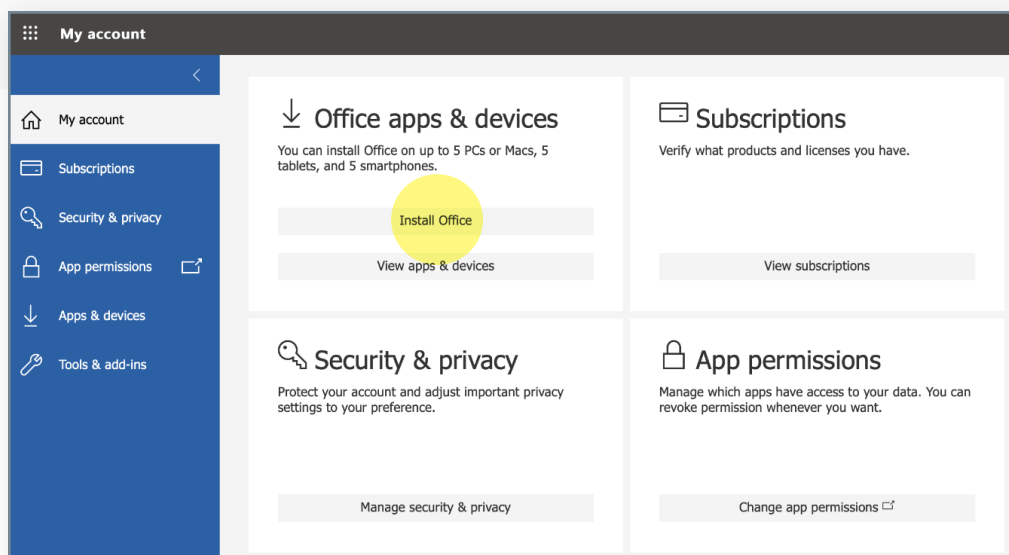 My account
My account
Subscriptions
Security & privacy
App permissions
Apps & devices
Tools & add-ins
Office apps & devices
You can install Office on up to 5 PCs or Macs, 5
tablets, and 5 smartphones.
Install Office
View apps & devices
Subscriptions
Verify what products and licenses you have.
View subscriptions
Security & privacy
Protect your account and adjust important privacy
settings to your preference.
Manage security & privacy
App permissions
Manage which apps have access to your data. You can
revoke permission whenever you want.
Change app permissions